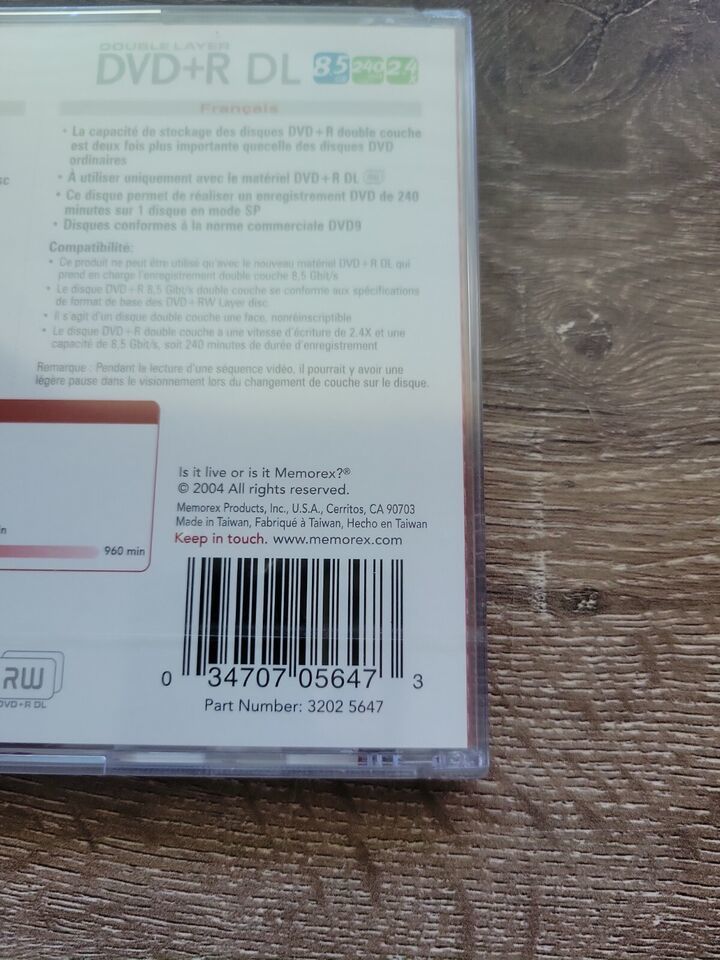 DOUBLE LAYER
DVD+R DL 8.5 240 2.4x
Français
• La capacité de stockage des disques DVD+R double couche
est deux fois plus importante quecelle des disques DVD
ordinaires
• À utiliser uniquement avec le matériel DVD+R DL RW
• Ce disque permet de réaliser un enregistrement DVD de 240
minutes sur 1 disque en mode SP
• Disques conformes à la norme commerciale DVD9
Compatibilité:
• Ce produit ne peut être utilisé qu'avec le nouveau matériel DVD+R DL qui
prend en charge l'enregistrement double couche 8,5 Gbit/s
• Le disque DVD+R 8,5 Gibt/s double couche se conforme aux spécifications
de format de base des DVD+RW Layer disc.
• Il s'agit d'un disque double couche une face, nonréinscriptible
• Le disque DVD+R double couche a une vitesse d'écriture de 2.4X et une
capacité de 8,5 Gbit/s, soit 240 minutes de durée d'enregistrement
Remarque : Pendant la lecture d'une séquence vidéo, il pourrait y avoir une
légère pause dans le visionnement lors du changement de couche sur le disque.
sc
n
960 min
Is it live or is it Memorex?®
© 2004 All rights reserved.
Memorex Products, Inc., U.S.A., Cerritos, CA 90703
Made in Taiwan, Fabriqué à Taiwan, Hecho en Taiwan
Keep in touch. www.memorex.com
0 34707 05647 3
Part Number: 3202 5647
RW
DVD+R DL